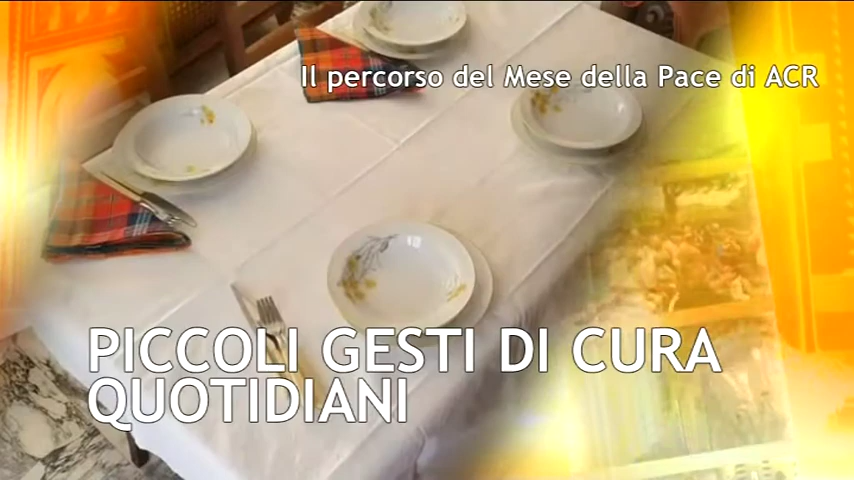 Il percorso del Mese della Pace di ACR
PICCOLI GESTI DI CURA
QUOTIDIANI